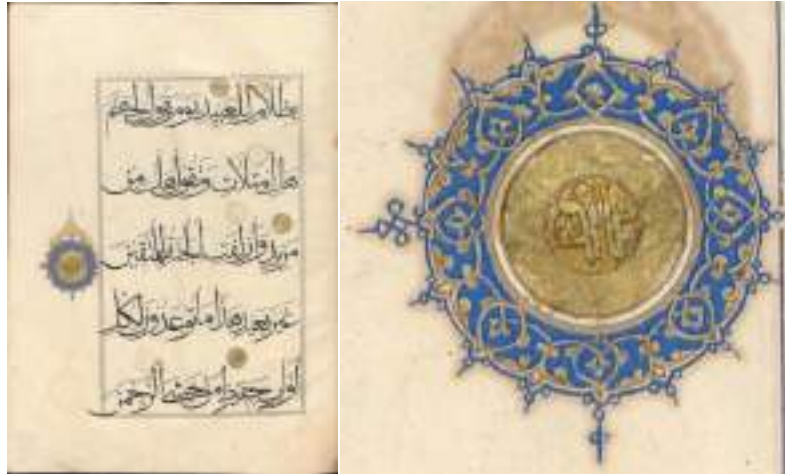 بظلام للعبيد يوم نقول لجهنم
هل امتلات وتقول هل من
مزيد وازلفت الجنة للمتقين
غير بعيد هذا ما توعدون لكل
اواب حفيظ من خشي الرحمن